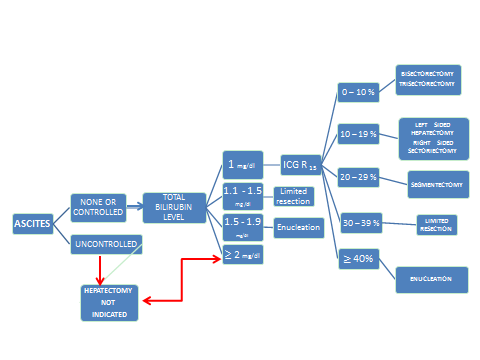 ASCITES
NONE OR
CONTROLLED
UNCONTROLLED
HEPATECTOMY
NOT
INDICATED
TOTAL
BILIRUBIN
LEVEL
1 mg/dl
1.1 - 1.5
mg /dl
1.5 - 1.9
mg/dl
≥ 2 mg/dl
ICG R 15
Limited
resection
Enucleation
0 – 10 %
10 – 19 %
20 – 29 %
30 – 39 %
≥ 40%
BISECTORECTOMY
TRISECTORECTOMY
LEFT SIDED
HEPATECTOMY
RIGHT SIDED
SECTORIECTOMY
SEGMENTECTOMY
LIMITED
RESECTION
ENUCLEATION